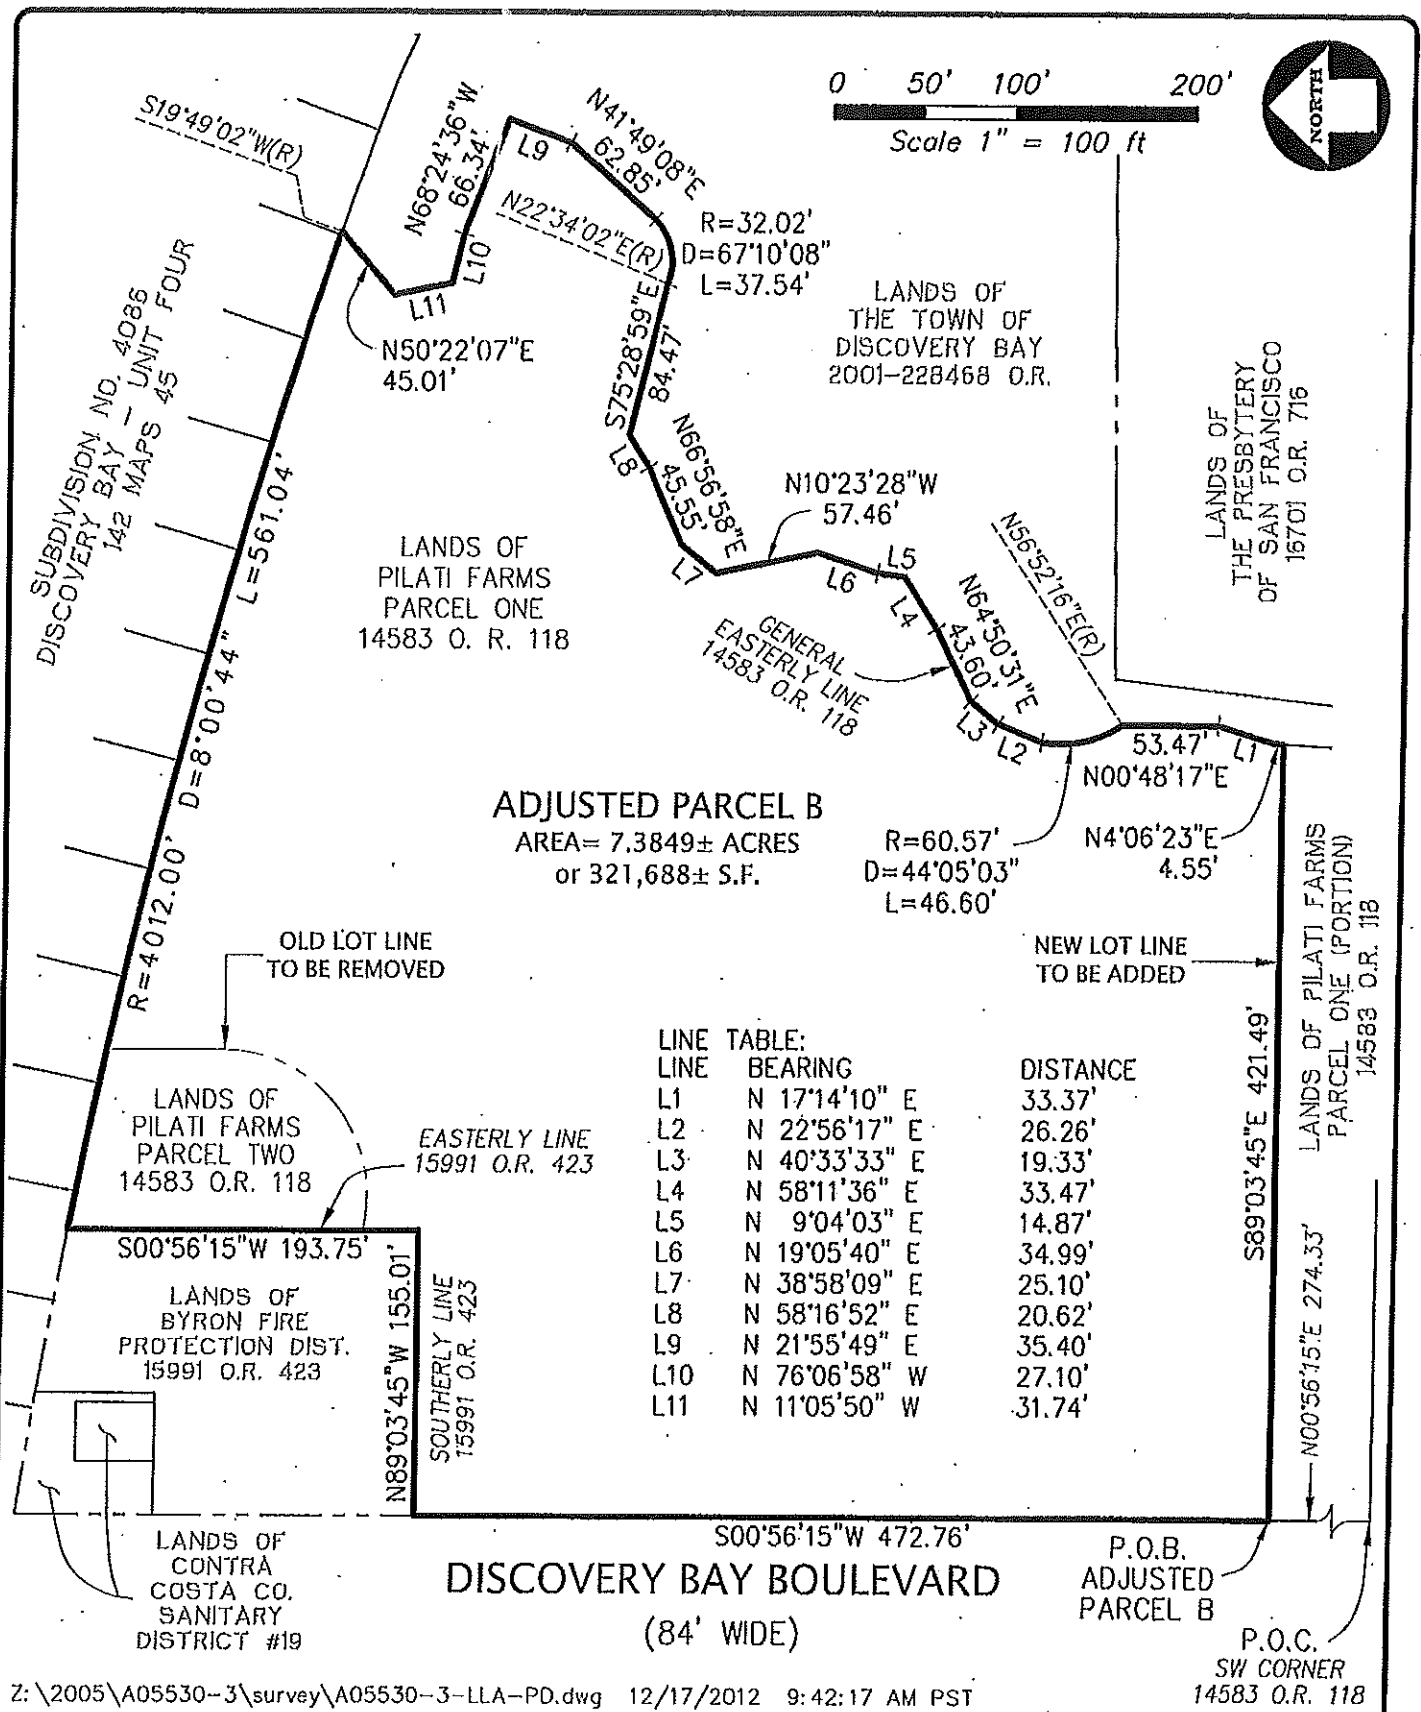 0 50' 100' 200'
Scale 1" = 100 ft
NORTH
S19°49'02"W(R)
N68°24'36"W
66.34'
L9
N41°49'08"E
62.85'
N22°34'02"E(R)
R=32.02'
D=67°10'08"
L=37.54'
L10
L11
N50°22'07"E
45.01'
S75°28'59"E
84.47'
LANDS OF
THE TOWN OF
DISCOVERY BAY
2001-228468 O.R.
LANDS OF
THE PRESBYTERY
OF SAN FRANCISCO
16701 O.R. 716
SUBDIVISION NO. 4086
DISCOVERY BAY - UNIT FOUR
142 MAPS 45
R=4012.00' D=8°00'44" L=561.04'
L8
N66°56'58"E
45.55'
L7
N10°23'28"W
57.46'
L6
L5
L4
N64°50'31"E
43.60'
N56°52'16"E(R)
LANDS OF
PILATI FARMS
PARCEL ONE
14583 O. R. 118
GENERAL
EASTERLY LINE
14583 O.R. 118
L3
L2
53.47'
N00°48'17"E
L1
ADJUSTED PARCEL B
AREA= 7.3849± ACRES
or 321,688± S.F.
R=60.57'
D=44°05'03"
L=46.60'
N4°06'23"E
4.55'
OLD LOT LINE
TO BE REMOVED
NEW LOT LINE
TO BE ADDED
LANDS OF PILATI FARMS
PARCEL ONE (PORTION)
14583 O.R. 118
S89°03'45"E 421.49'
LINE TABLE:
LINE BEARING DISTANCE
L1 N 17°14'10" E 33.37'
L2 N 22°56'17" E 26.26'
L3 N 40°33'33" E 19.33'
L4 N 58°11'36" E 33.47'
L5 N 9°04'03" E 14.87'
L6 N 19°05'40" E 34.99'
L7 N 38°58'09" E 25.10'
L8 N 58°16'52" E 20.62'
L9 N 21°55'49" E 35.40'
L10 N 76°06'58" W 27.10'
L11 N 11°05'50" W 31.74'
LANDS OF
PILATI FARMS
PARCEL TWO
14583 O.R. 118
EASTERLY LINE
15991 O.R. 423
S00°56'15"W 193.75'
LANDS OF
BYRON FIRE
PROTECTION DIST.
15991 O.R. 423
N89°03'45"W 155.01'
SOUTHERLY LINE
15991 O.R. 423
N00°56'15"E 274.33'
S00°56'15"W 472.76'
LANDS OF
CONTRA
COSTA CO.
SANITARY
DISTRICT #19
DISCOVERY BAY BOULEVARD
(84' WIDE)
P.O.B.
ADJUSTED
PARCEL B
P.O.C.
SW CORNER
14583 O.R. 118
Z:\2005\A05530-3\survey\A05530-3-LLA-PD.dwg 12/17/2012 9:42:17 AM PST